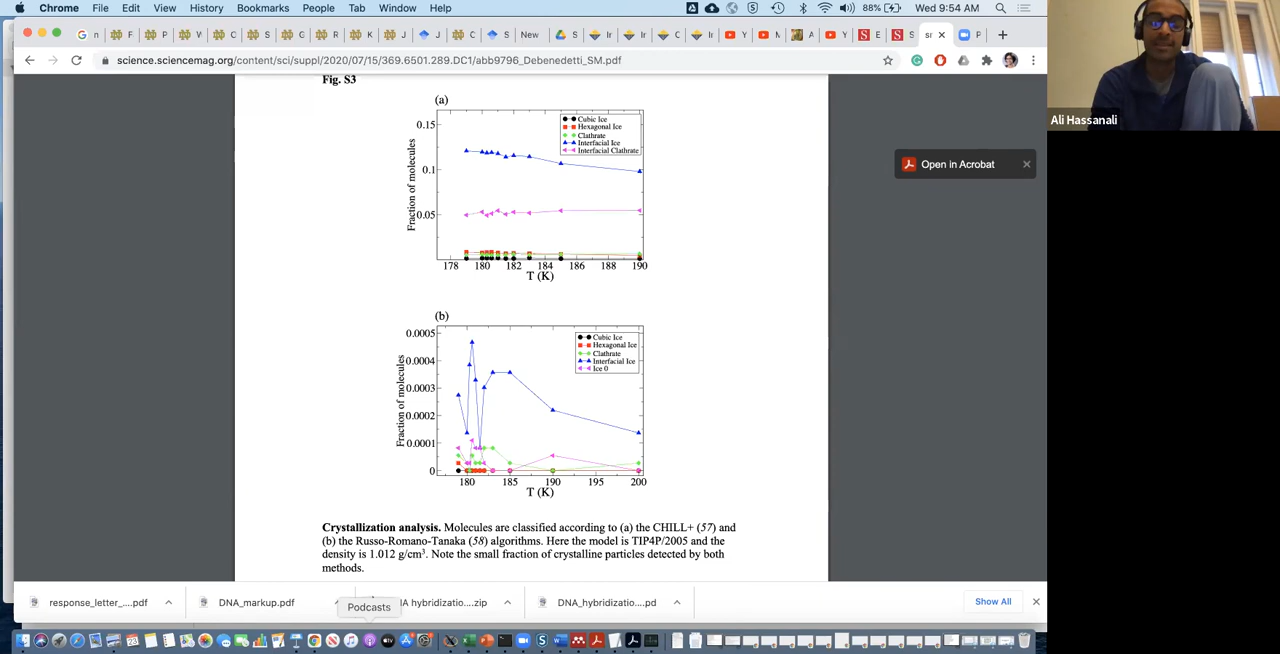 Chrome File Edit View History Bookmarks People Tab Window Help 88% Wed 9:54 AM
New
science.sciencemag.org/content/sci/suppl/2020/07/15/369.6501.289.DC1/abb9796_Debenedetti_SM.pdf
Ali Hassanali
Open in Acrobat
Fig. S3
(a)
Fraction of molecules
0.15
0.1
0.05
Cubic Ice
Hexagonal Ice
Clathrate
Interfacial Ice
Interfacial Clathrate
178 180 182 184 186 188 190
T (K)
(b)
Fraction of molecules
0.0005
0.0004
0.0003
0.0002
0.0001
0
Cubic Ice
Hexagonal Ice
Clathrate
Interfacial Ice
Ice 0
180 185 190 195 200
T (K)
Crystallization analysis. Molecules are classified according to (a) the CHILL+ (57) and
(b) the Russo-Romano-Tanaka (58) algorithms. Here the model is TIP4P/2005 and the
density is 1.012 g/cm³. Note the small fraction of crystalline particles detected by both
methods.
response_letter_....pdf DNA_markup.pdf hybridizatio....zip DNA_hybridizatio....pd Show All
Podcasts